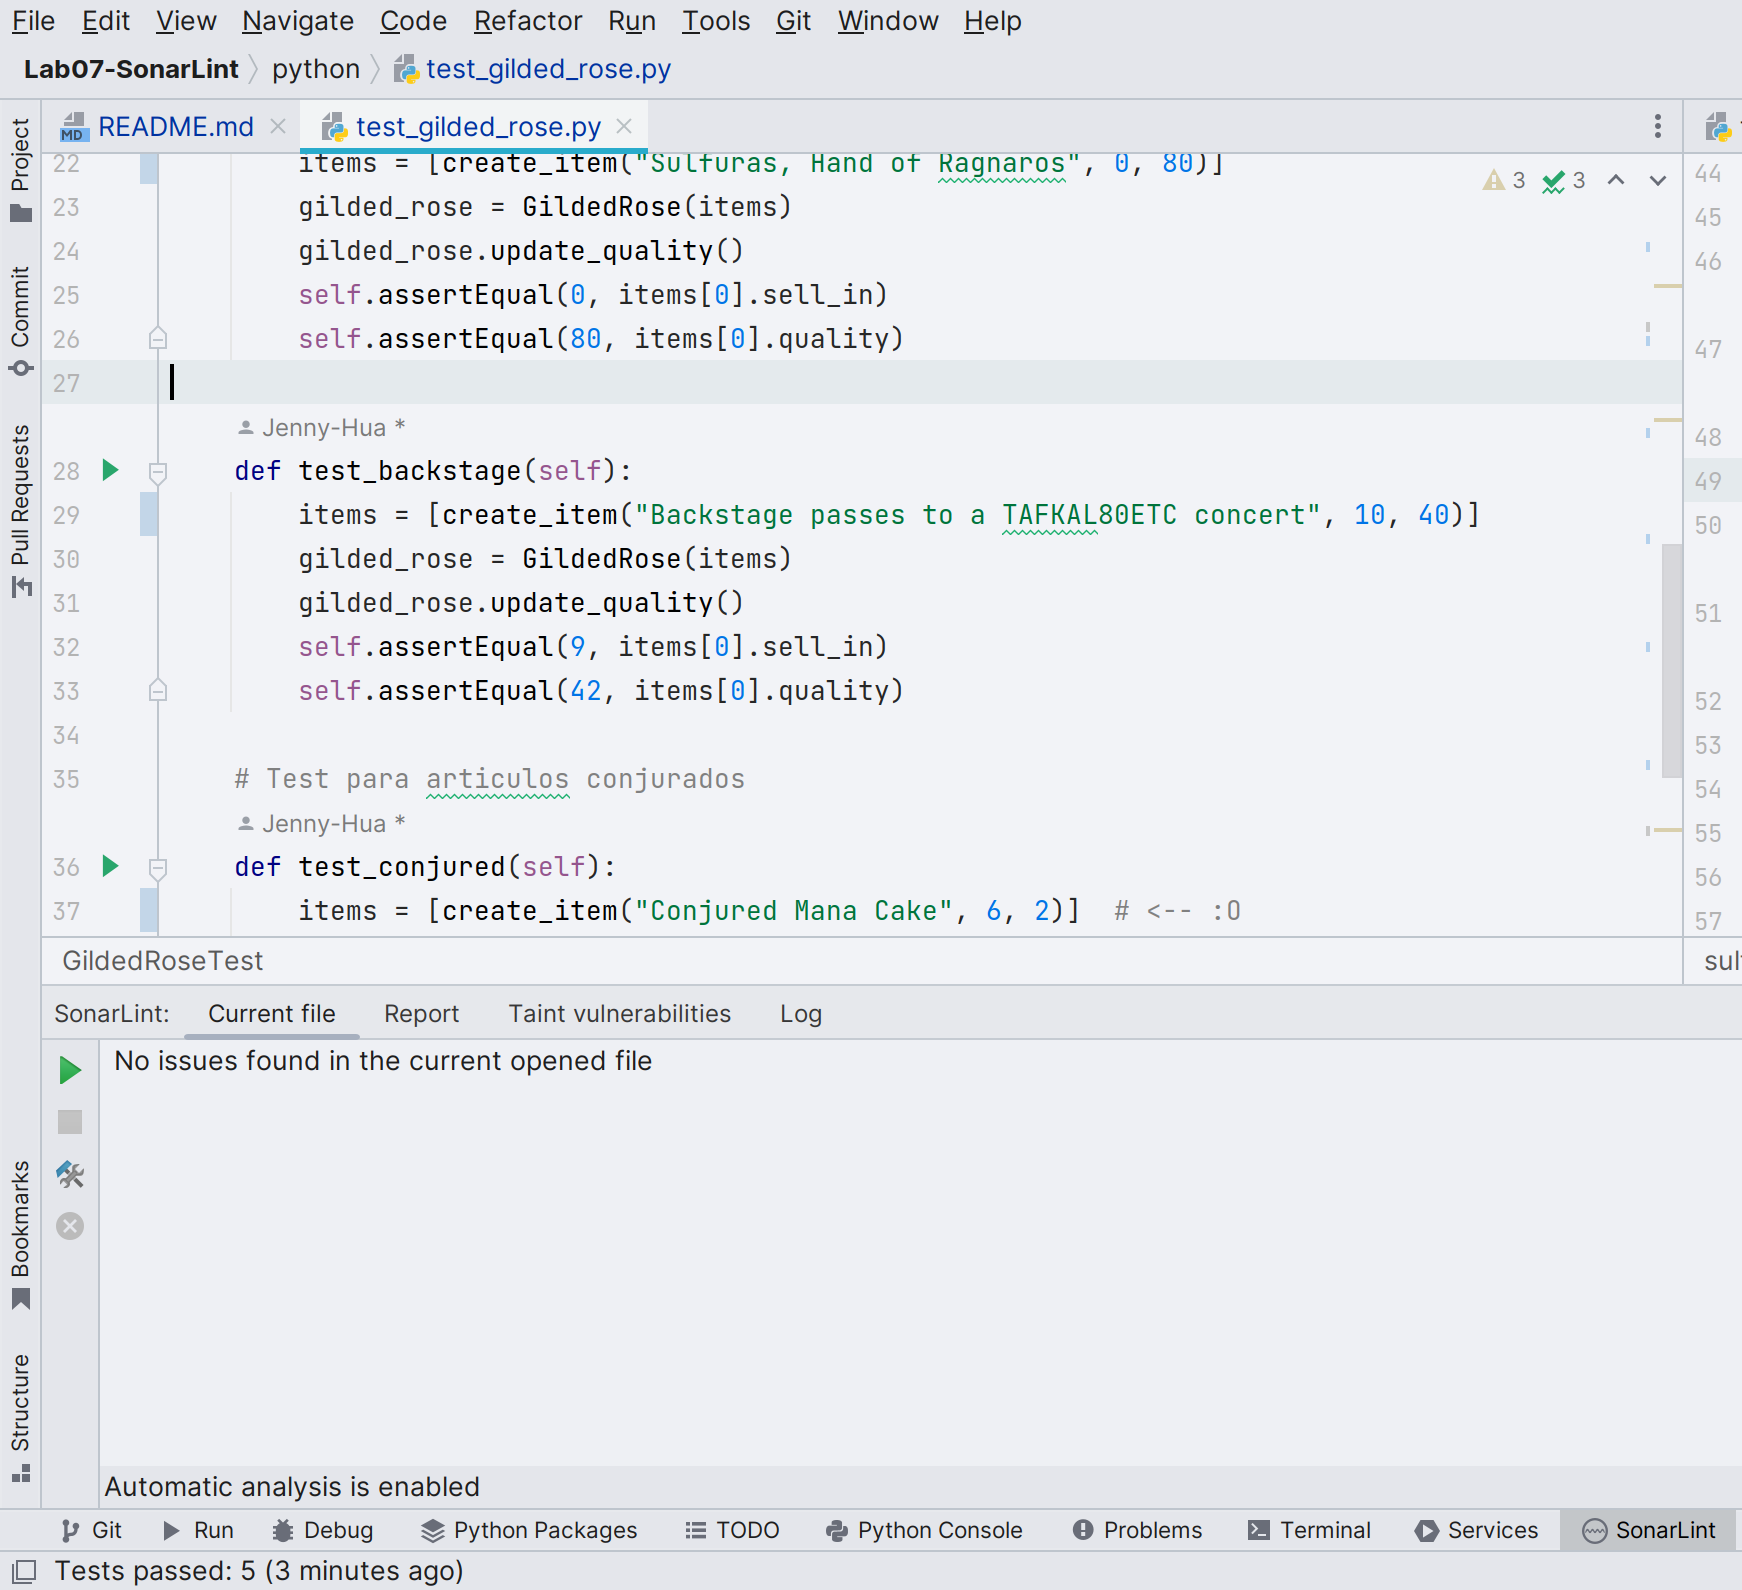 File Edit View Navigate Code Refactor Run Tools Git Window Help
Lab07-SonarLint python test_gilded_rose.py
README.md test_gilded_rose.py
MD
Project
Commit
Pull Requests
Bookmarks
Structure
3 3
22 items = [create_item("Sulfuras, Hand of Ragnaros", 0, 80)]
23 gilded_rose = GildedRose(items)
24 gilded_rose.update_quality()
25 self.assertEqual(0, items[0].sell_in)
26 self.assertEqual(80, items[0].quality)
27
Jenny-Hua *
28 def test_backstage(self):
29 items = [create_item("Backstage passes to a TAFKAL80ETC concert", 10, 40)]
30 gilded_rose = GildedRose(items)
31 gilded_rose.update_quality()
32 self.assertEqual(9, items[0].sell_in)
33 self.assertEqual(42, items[0].quality)
34
35 # Test para articulos conjurados
Jenny-Hua *
36 def test_conjured(self):
37 items = [create_item("Conjured Mana Cake", 6, 2)] # <-- :O
44
45
46
47
48
49
50
51
52
53
54
55
56
57
GildedRoseTest
SonarLint: Current file Report Taint vulnerabilities Log
No issues found in the current opened file
Automatic analysis is enabled
Git Run Debug Python Packages TODO Python Console Problems Terminal Services SonarLint
Tests passed: 5 (3 minutes ago)